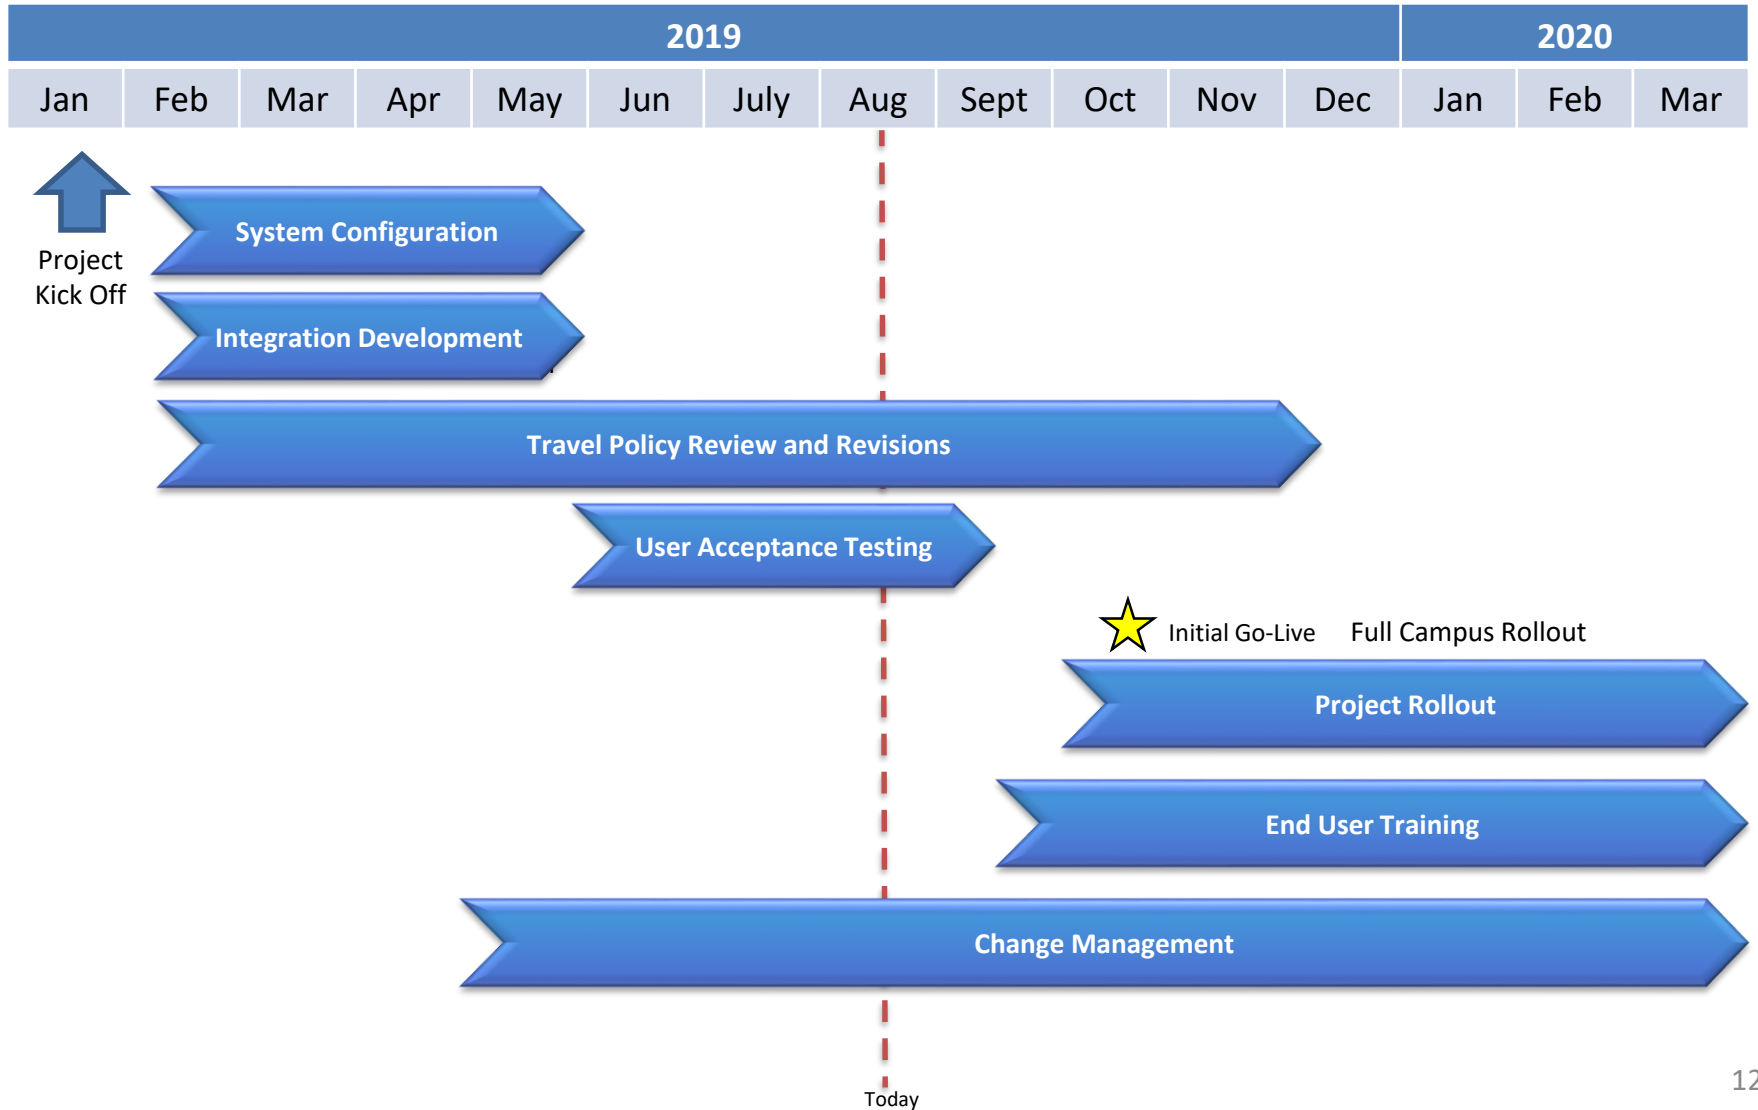 2019 2020
Jan Feb Mar Apr May Jun July Aug Sept Oct Nov Dec Jan Feb Mar
Project
Kick Off
System Configuration
Integration Development
Travel Policy Review and Revisions
User Acceptance Testing
Initial Go-Live Full Campus Rollout
Project Rollout
End User Training
Change Management
Today
12